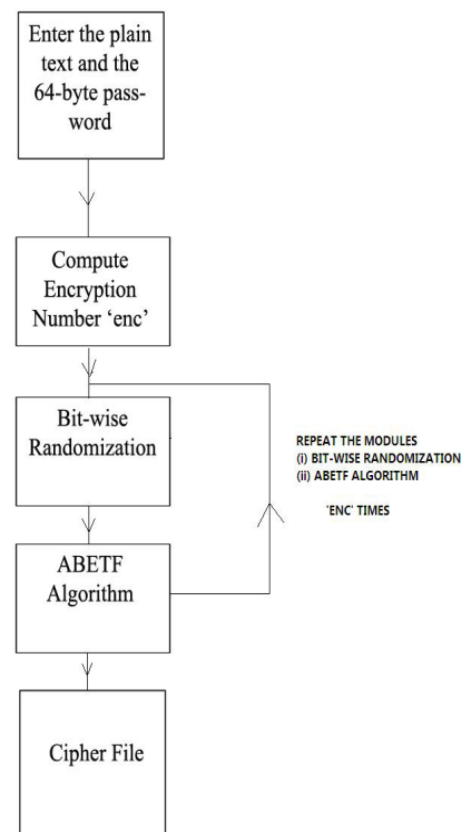 Enter the plain
text and the
64-byte pass-
word
Compute
Encryption
Number ‘enc’
Bit-wise
Randomization
REPEAT THE MODULES
(i) BIT-WISE RANDOMIZATION
(ii) ABETF ALGORITHM
'ENC' TIMES
ABETF
Algorithm
Cipher File